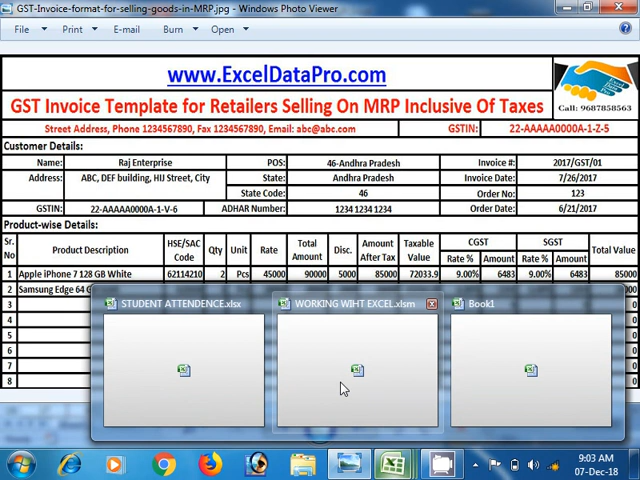 GST-Invoice-format-for-selling-goods-in-MRP.jpg - Windows Photo Viewer
File Print E-mail Burn Open
www.ExcelDataPro.com
GST Invoice Template for Retailers Selling On MRP Inclusive Of Taxes
Call: 9687858563
Street Address, Phone 1234567890, Fax 1234567890, Email: abc@abc.com GSTIN: 22-AAAAA0000A-1-Z-5
Customer Details:
Name: Raj Enterprise POS: 46-Andhra Pradesh Invoice #: 2017/GST/01
Address: ABC, DEF building, HIJ Street, City State: Andhra Pradesh Invoice Date: 7/26/2017
State Code: 46 Order No: 123
GSTIN: 22-AAAAA0000A-1-V-6 ADHAR Number: 1234 1234 1234 Order Date: 6/21/2017
Product-wise Details:
Sr. No Product Description HSE/SAC Code Qty Unit Rate Total Amount Disc. Amount After Tax Taxable Value CGST Rate % Amount SGST Rate % Amount Total Value
1 Apple iPhone 7 128 GB White 62114210 2 Pcs 45000 90000 5000 85000 72033.9 9.00% 6483 9.00% 6483 85000
2 Samsung Edge 64 G
3
4
5
6
7
8
STUDENT ATTENDENCE.xlsx WORKING WIHT EXCEL.xlsm Book1
9:03 AM
07-Dec-18